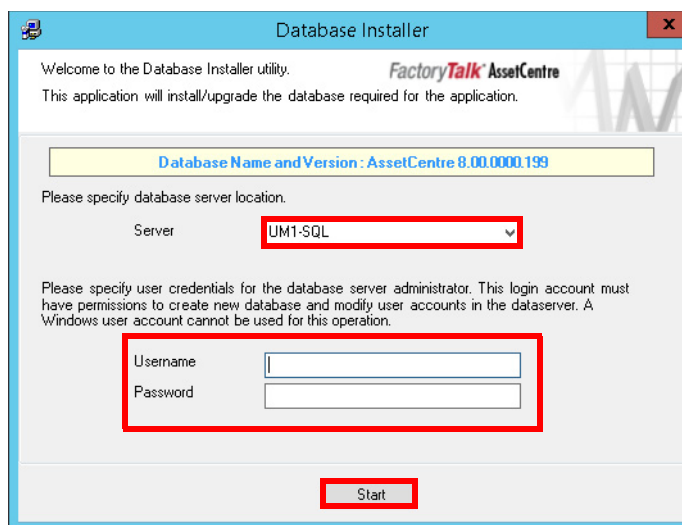 Database Installer
x
Welcome to the Database Installer utility.
FactoryTalk AssetCentre
This application will install/upgrade the database required for the application.
Database Name and Version : AssetCentre 8.00.0000.199
Please specify database server location.
Server
UM1-SQL
Please specify user credentials for the database server administrator. This login account must
have permissions to create new database and modify user accounts in the dataserver. A
Windows user account cannot be used for this operation.
Username
Password
Start